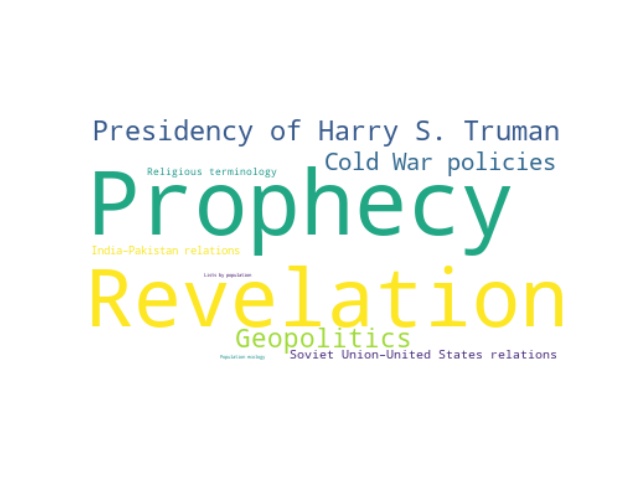 Presidency of Harry S. Truman
Cold War policies
Religious terminology
Prophecy
India–Pakistan relations
Lists by population
Revelation
Geopolitics
Soviet Union–United States relations
Population ecology